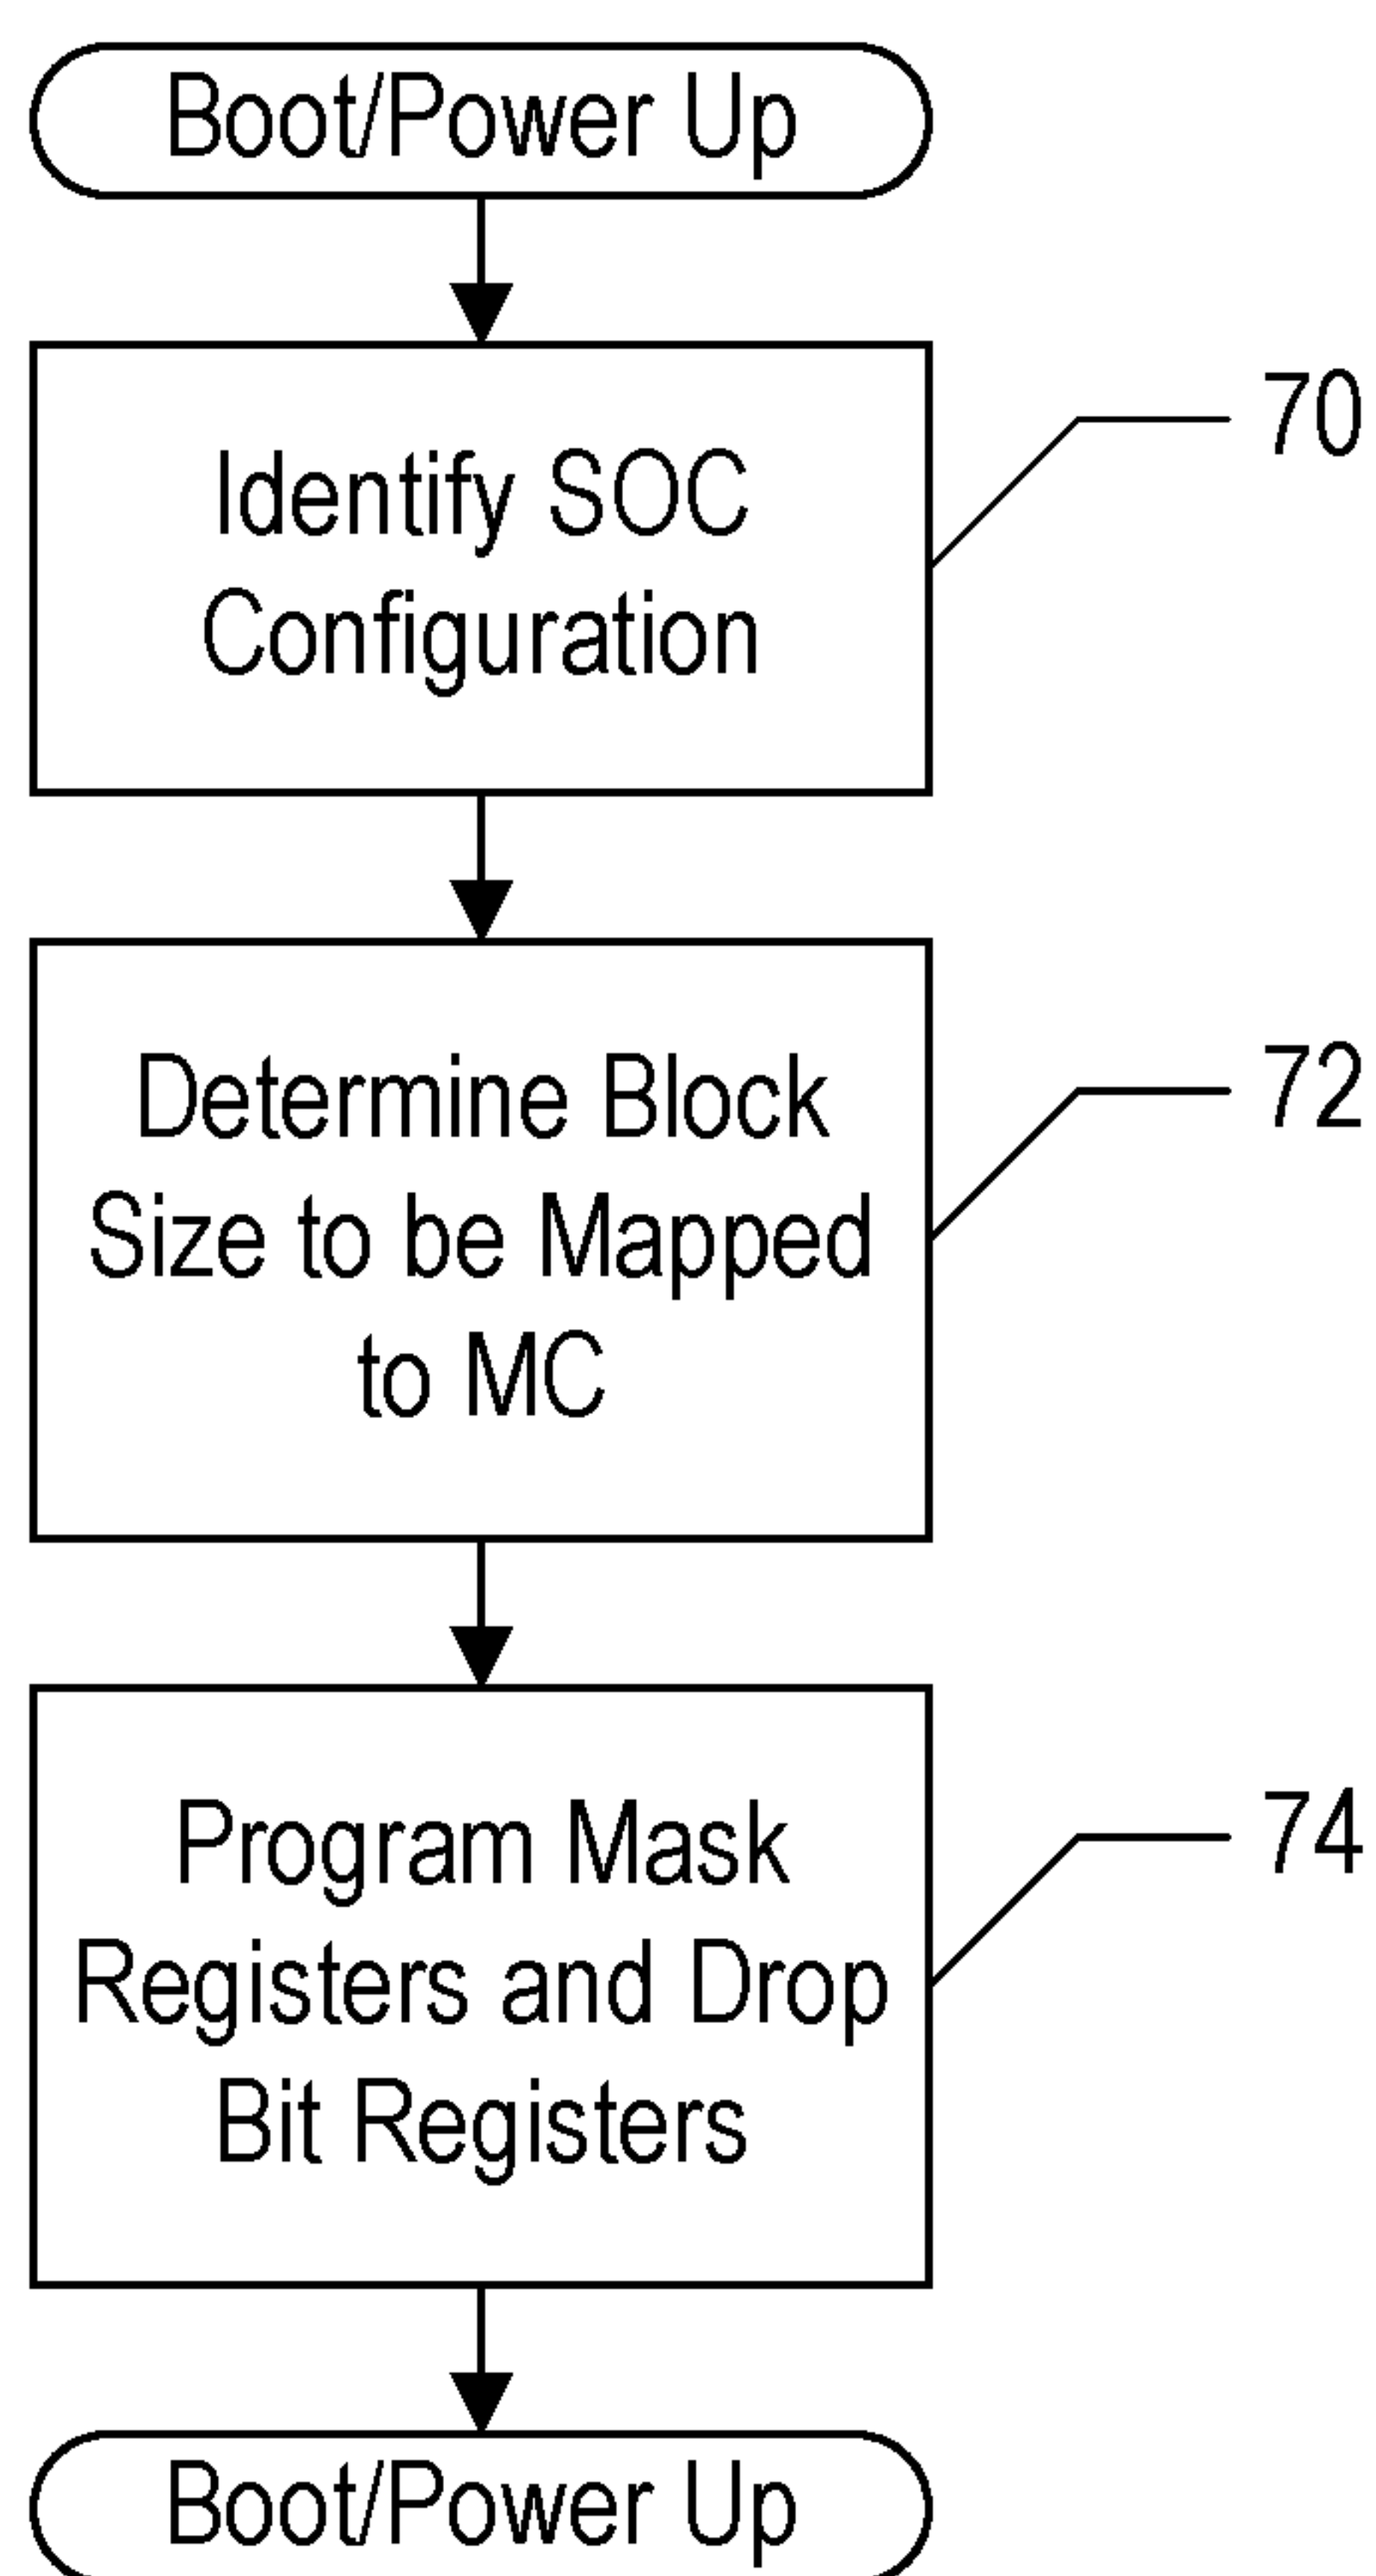 Boot/Power Up
Identify SOC
Configuration
70
Determine Block
Size to be Mapped
to MC
72
Program Mask
Registers and Drop
Bit Registers
74
Boot/Power Up